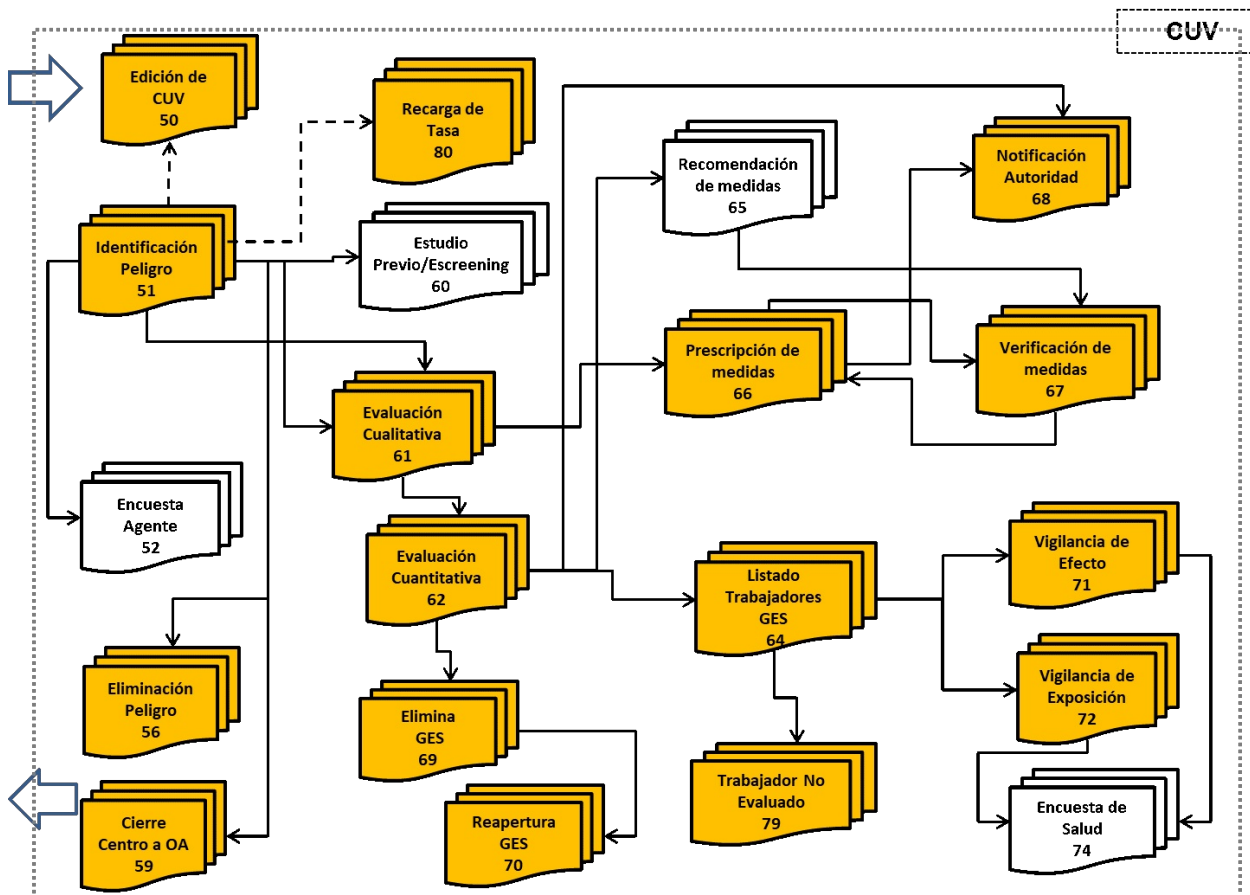 CUV
Edición de
CUV
50
Recarga de
Tasa
80
Recomendación
de medidas
65
Notificación
Autoridad
68
Identificación
Peligro
51
Estudio
Previo/Escreening
60
Prescripción de
medidas
66
Verificación de
medidas
67
Evaluación
Cualitativa
61
Encuesta
Agente
52
Evaluación
Cuantitativa
62
Listado
Trabajadores
GES
64
Vigilancia de
Efecto
71
Eliminación
Peligro
56
Elimina
GES
69
Vigilancia de
Exposición
72
Trabajador No
Evaluado
79
Cierre
Centro a OA
59
Reapertura
GES
70
Encuesta de
Salud
74